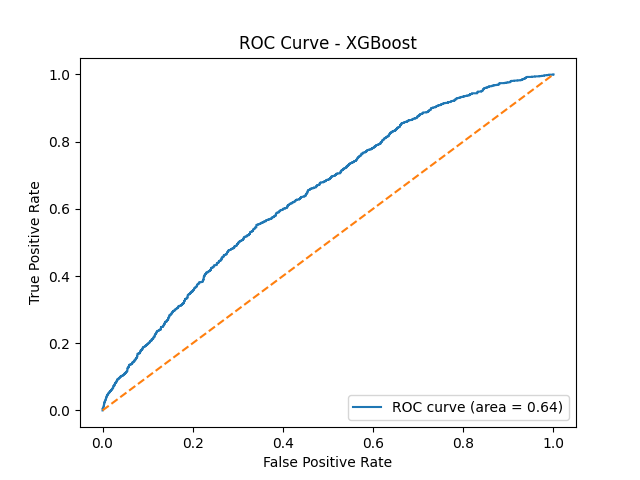 ROC Curve - XGBoost
True Positive Rate
1.0
0.8
0.6
0.4
0.2
0.0
ROC curve (area = 0.64)
0.0 0.2 0.4 0.6 0.8 1.0
False Positive Rate